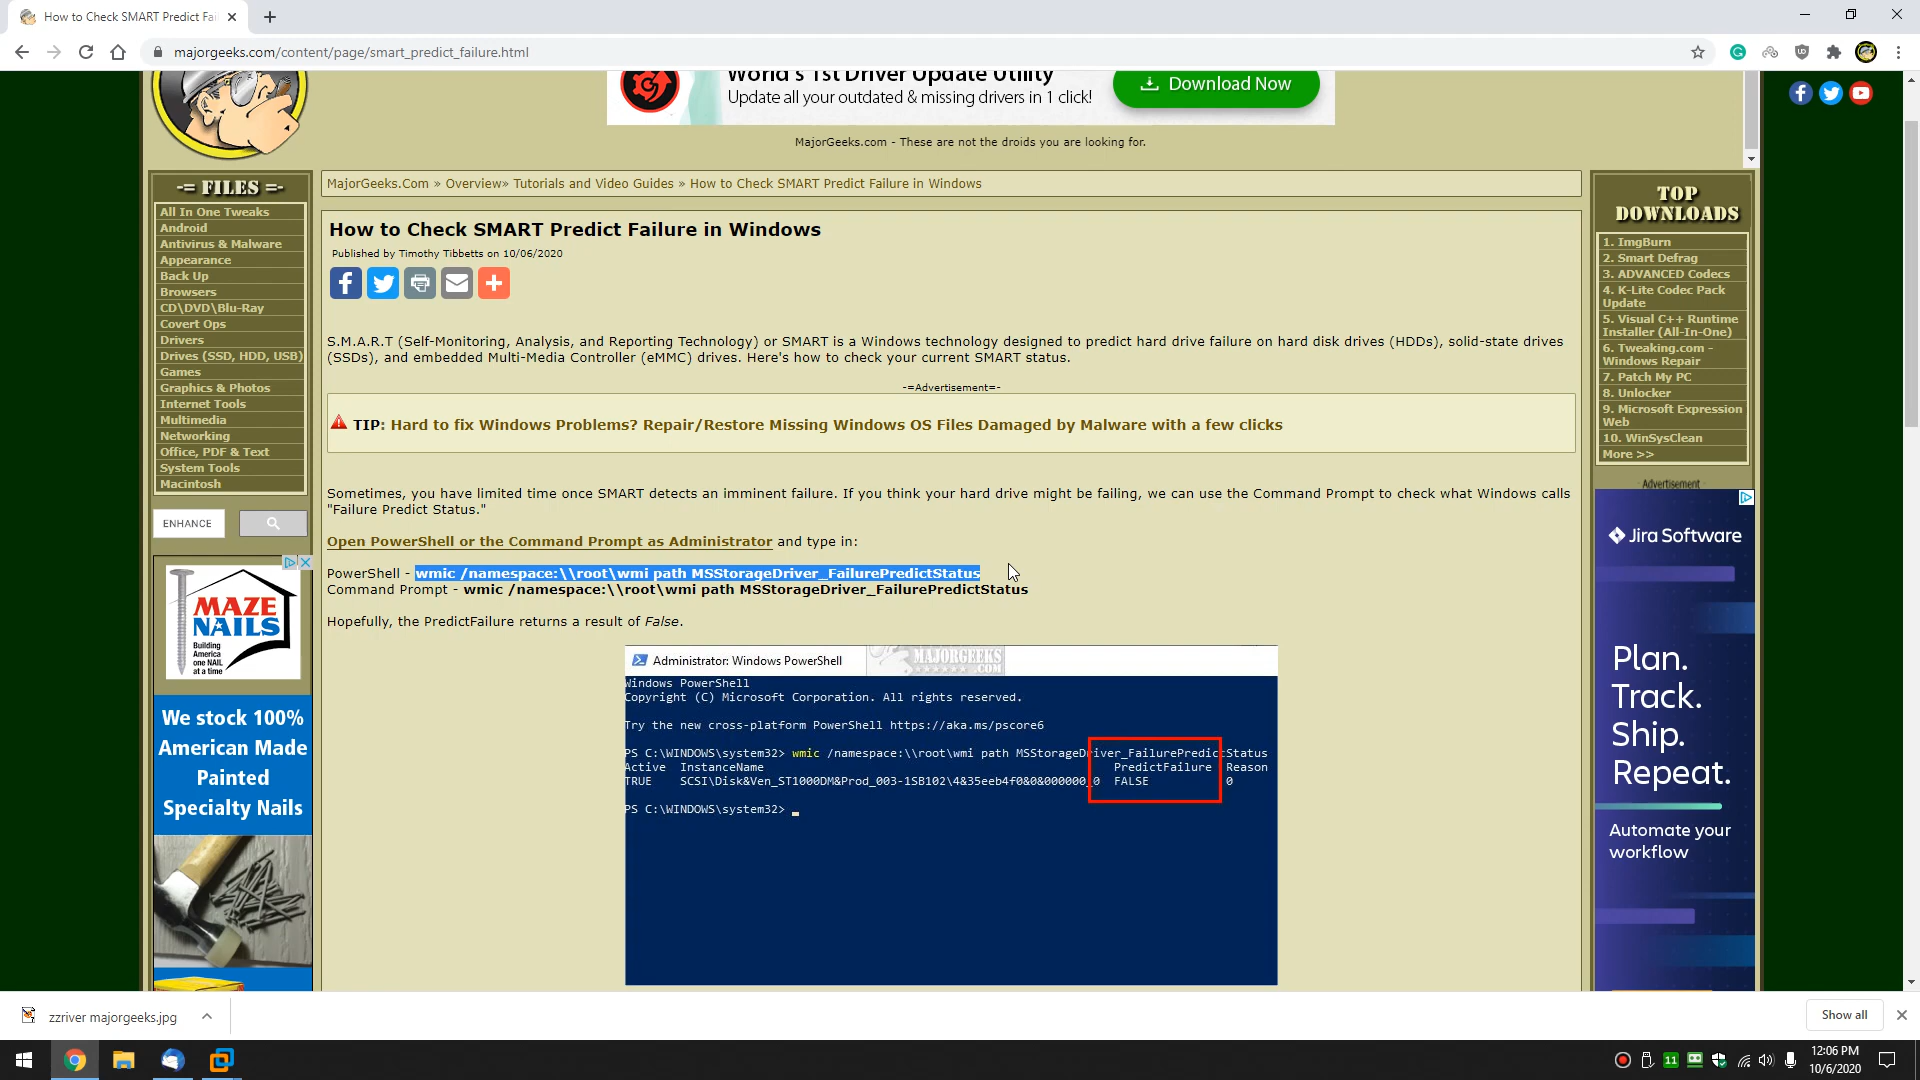 How to Check SMART Predict Fai
majorgeeks.com/content/page/smart_predict_failure.html
World's 1st Driver Update Utility
Update all your outdated & missing drivers in 1 click!
Download Now
MajorGeeks.com - These are not the droids you are looking for.
-= FILES =-
All In One Tweaks
Android
Antivirus & Malware
Appearance
Back Up
Browsers
CD\DVD\Blu-Ray
Covert Ops
Drivers
Drives (SSD, HDD, USB)
Games
Graphics & Photos
Internet Tools
Multimedia
Networking
Office, PDF & Text
System Tools
Macintosh
ENHANCE
MAZE
NAILS
Building
America
one NAIL
at a time
We stock 100%
American Made
Painted
Specialty Nails
MajorGeeks.Com » Overview» Tutorials and Video Guides » How to Check SMART Predict Failure in Windows
How to Check SMART Predict Failure in Windows
Published by Timothy Tibbetts on 10/06/2020
S.M.A.R.T (Self-Monitoring, Analysis, and Reporting Technology) or SMART is a Windows technology designed to predict hard drive failure on hard disk drives (HDDs), solid-state drives
(SSDs), and embedded Multi-Media Controller (eMMC) drives. Here's how to check your current SMART status.
-=Advertisement=-
TIP: Hard to fix Windows Problems? Repair/Restore Missing Windows OS Files Damaged by Malware with a few clicks
Sometimes, you have limited time once SMART detects an imminent failure. If you think your hard drive might be failing, we can use the Command Prompt to check what Windows calls
"Failure Predict Status."
Open PowerShell or the Command Prompt as Administrator and type in:
PowerShell - wmic /namespace:\\root\wmi path MSStorageDriver_FailurePredictStatus
Command Prompt - wmic /namespace:\\root\wmi path MSStorageDriver_FailurePredictStatus
Hopefully, the PredictFailure returns a result of False.
Administrator: Windows PowerShell
MAJORGEEKS
.COM
Windows PowerShell
Copyright (C) Microsoft Corporation. All rights reserved.
Try the new cross-platform PowerShell https://aka.ms/pscore6
PS C:\WINDOWS\system32> wmic /namespace:\\root\wmi path MSStorageDriver_FailurePredictStatus
Active InstanceName PredictFailure Reason
TRUE SCSI\Disk&Ven_ST1000DM&Prod_003-1SB102\4&35eeb4f0&0&000000_0 FALSE 0
PS C:\WINDOWS\system32>
TOP
DOWNLOADS
1. ImgBurn
2. Smart Defrag
3. ADVANCED Codecs
4. K-Lite Codec Pack
Update
5. Visual C++ Runtime
Installer (All-In-One)
6. Tweaking.com -
Windows Repair
7. Patch My PC
8. Unlocker
9. Microsoft Expression
Web
10. WinSysClean
More >>
Advertisement
Jira Software
Plan.
Track.
Ship.
Repeat.
Automate your
workflow
zzriver majorgeeks.jpg
Show all
11
12:06 PM
10/6/2020